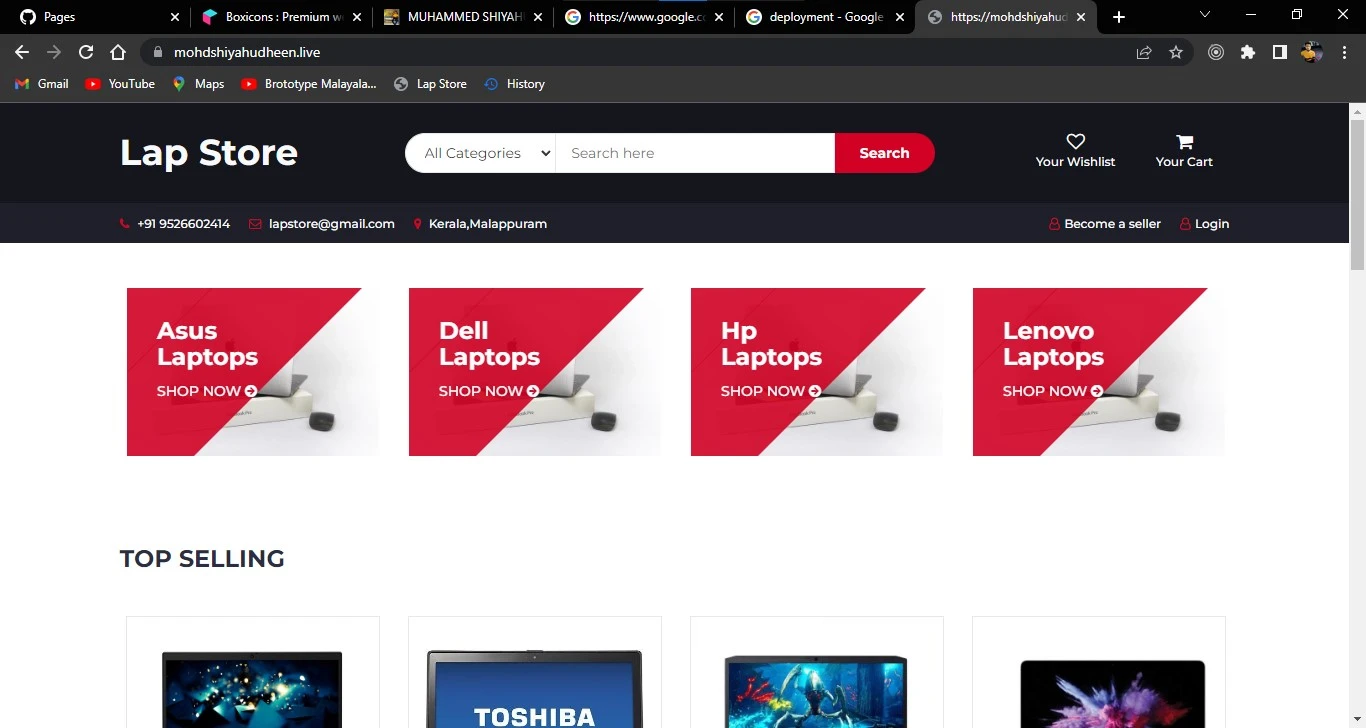 Pages
Boxicons : Premium w
MUHAMMED SHIYAH
https://www.google.c
deployment - Google
https://mohdshiyahud
mohdshiyahudheen.live
Gmail
YouTube
Maps
Brototype Malayala...
Lap Store
History
Lap Store
All Categories
Search here
Search
Your Wishlist
Your Cart
+91 9526602414
lapstore@gmail.com
Kerala,Malappuram
Become a seller
Login
Asus
Laptops
SHOP NOW
Dell
Laptops
SHOP NOW
Hp
Laptops
SHOP NOW
Lenovo
Laptops
SHOP NOW
TOP SELLING
TOSHIBA